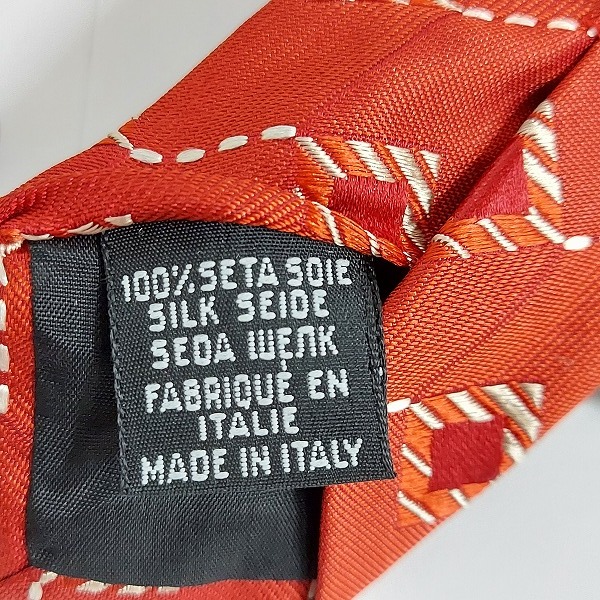 100% SETA SOIE
SILK SEIDE
SEDA ШЕЛК
FABRIQUÉ EN
ITALIE
MADE IN ITALY